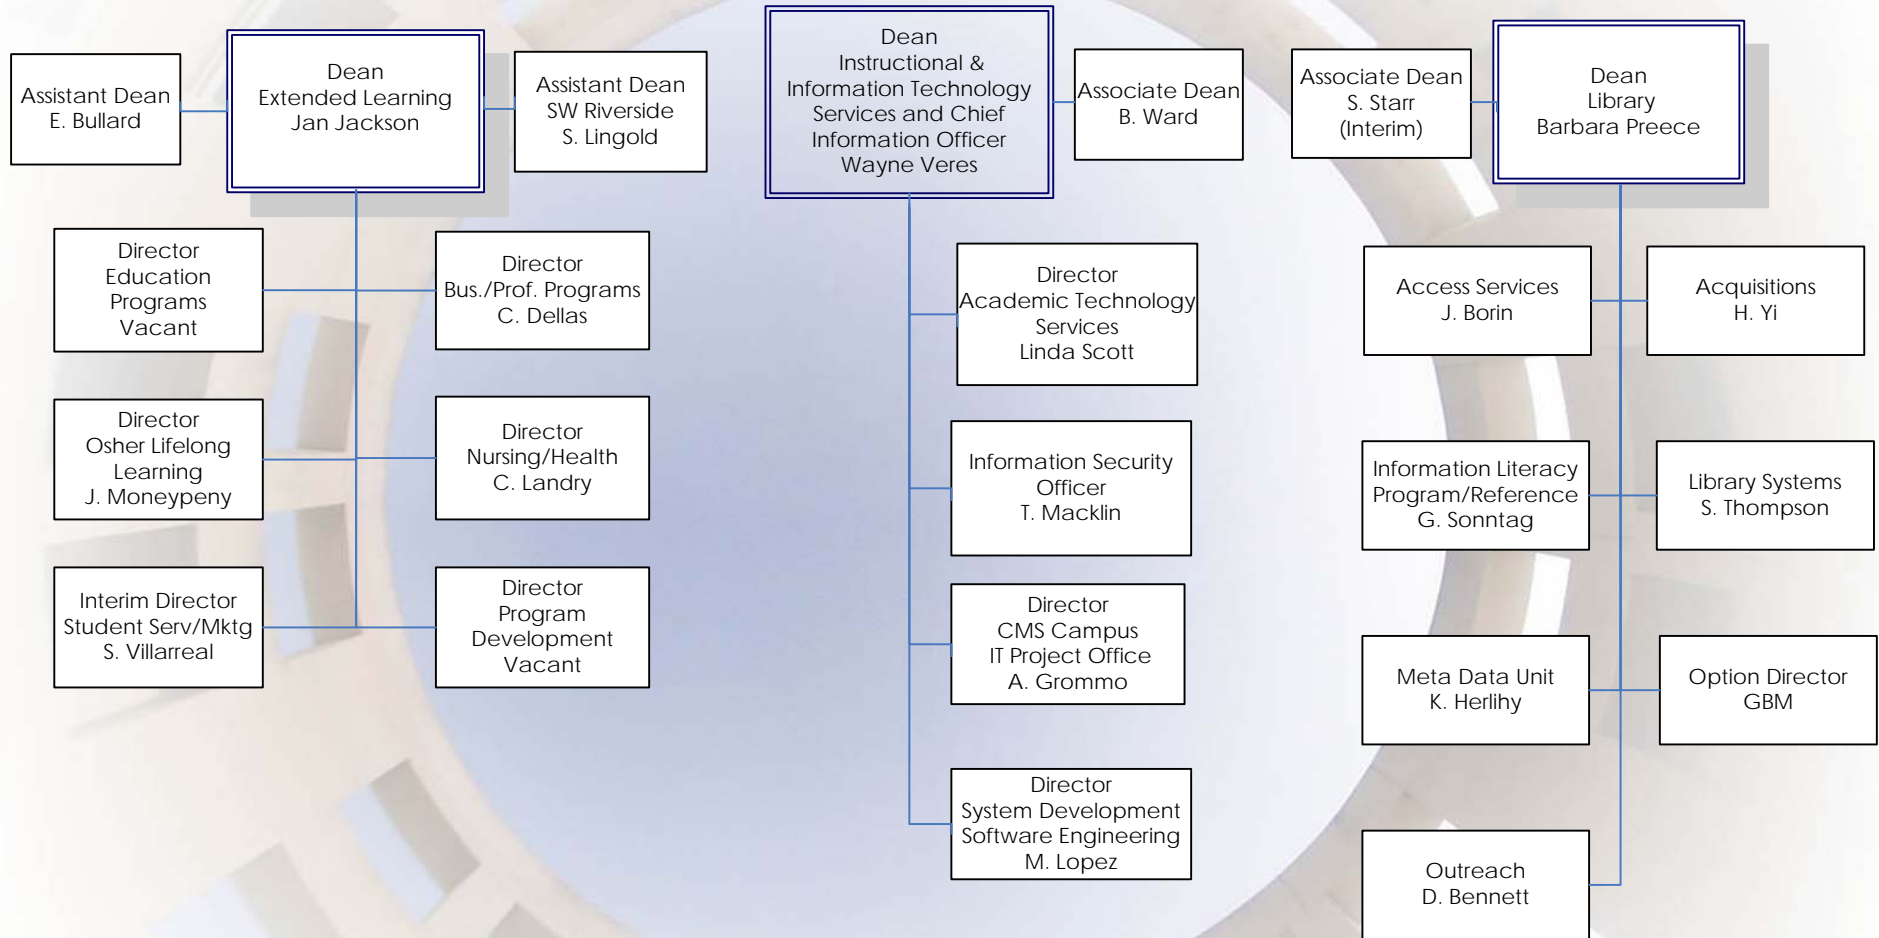 Assistant Dean
E. Bullard
Dean
Extended Learning
Jan Jackson
Assistant Dean
SW Riverside
S. Lingold
Director
Education
Programs
Vacant
Director
Bus./Prof. Programs
C. Dellas
Director
Osher Lifelong
Learning
J. Moneypeny
Director
Nursing/Health
C. Landry
Interim Director
Student Serv/Mktg
S. Villarreal
Director
Program
Development
Vacant
Dean
Instructional &
Information Technology
Services and Chief
Information Officer
Wayne Veres
Associate Dean
B. Ward
Director
Academic Technology
Services
Linda Scott
Information Security
Officer
T. Macklin
Director
CMS Campus
IT Project Office
A. Grommo
Director
System Development
Software Engineering
M. Lopez
Associate Dean
S. Starr
(Interim)
Dean
Library
Barbara Preece
Access Services
J. Borin
Acquisitions
H. Yi
Information Literacy
Program/Reference
G. Sonntag
Library Systems
S. Thompson
Meta Data Unit
K. Herlihy
Option Director
GBM
Outreach
D. Bennett